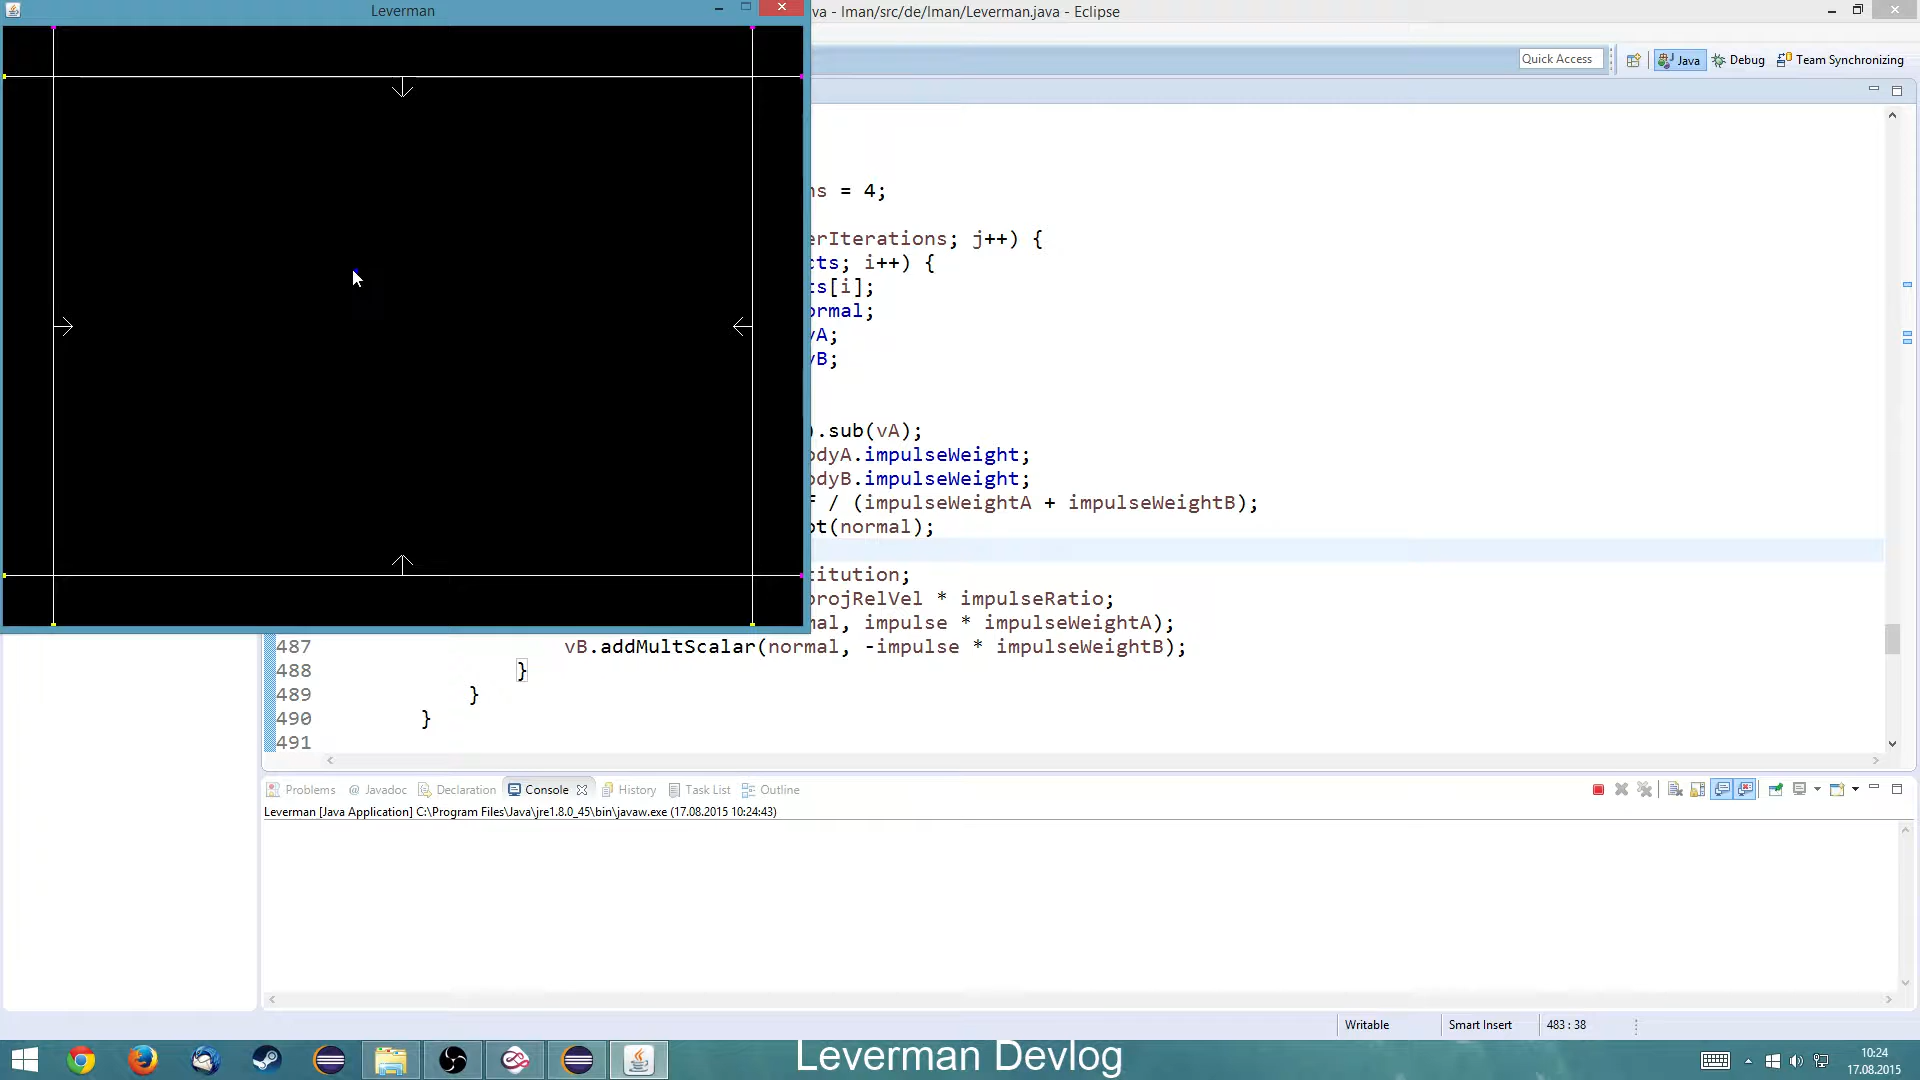 Leverman
va - lman/src/de/lman/Leverman.java - Eclipse
Quick Access
Java
Debug
Team Synchronizing
ns = 4;
erIterations; j++) {
cts; i++) {
ts[i];
ormal;
yA;
yB;
).sub(vA);
odyA.impulseWeight;
odyB.impulseWeight;
f / (impulseWeightA + impulseWeightB);
ot(normal);
titution;
projRelVel * impulseRatio;
mal, impulse * impulseWeightA);
487 vB.addMultScalar(normal, -impulse * impulseWeightB);
488 }
489 }
490 }
491
Problems @ Javadoc Declaration Console History Task List Outline
Leverman [Java Application] C:\Program Files\Java\jre1.8.0_45\bin\javaw.exe (17.08.2015 10:24:43)
Writable
Smart Insert
483 : 38
Leverman Devlog
10:24
17.08.2015